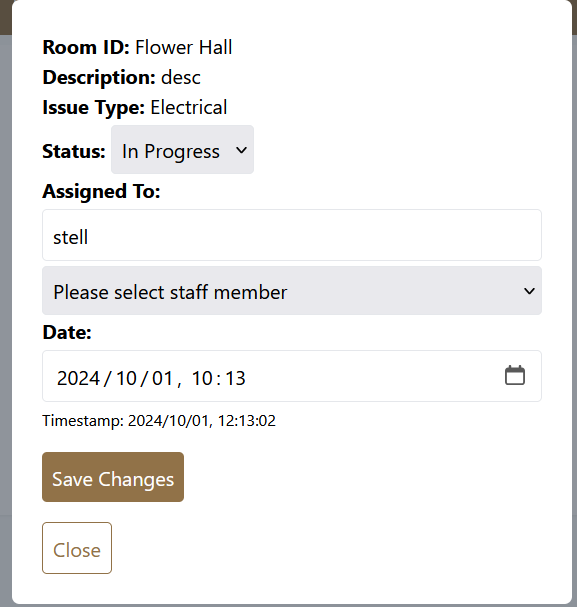 Room ID: Flower Hall
Description: desc
Issue Type: Electrical
Status: In Progress
Assigned To:
stell
Please select staff member
Date:
2024/10/01, 10:13
Timestamp: 2024/10/01, 12:13:02
Save Changes
Close